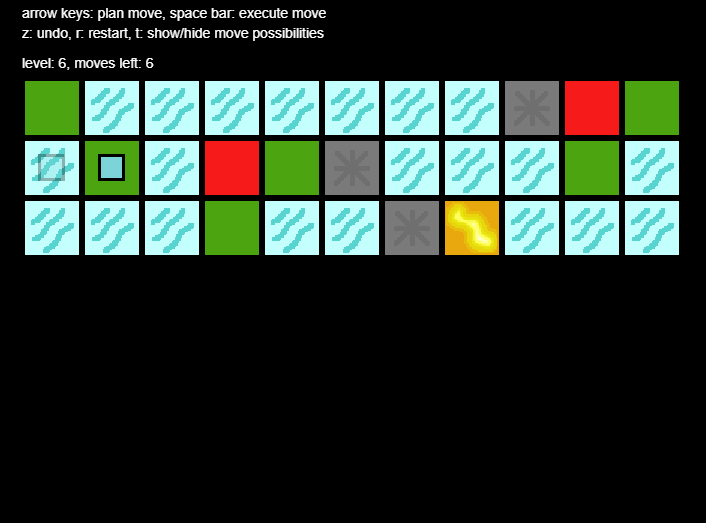 arrow keys: plan move, space bar: execute move
z: undo, r: restart, t: show/hide move possibilities
level: 6, moves left: 6